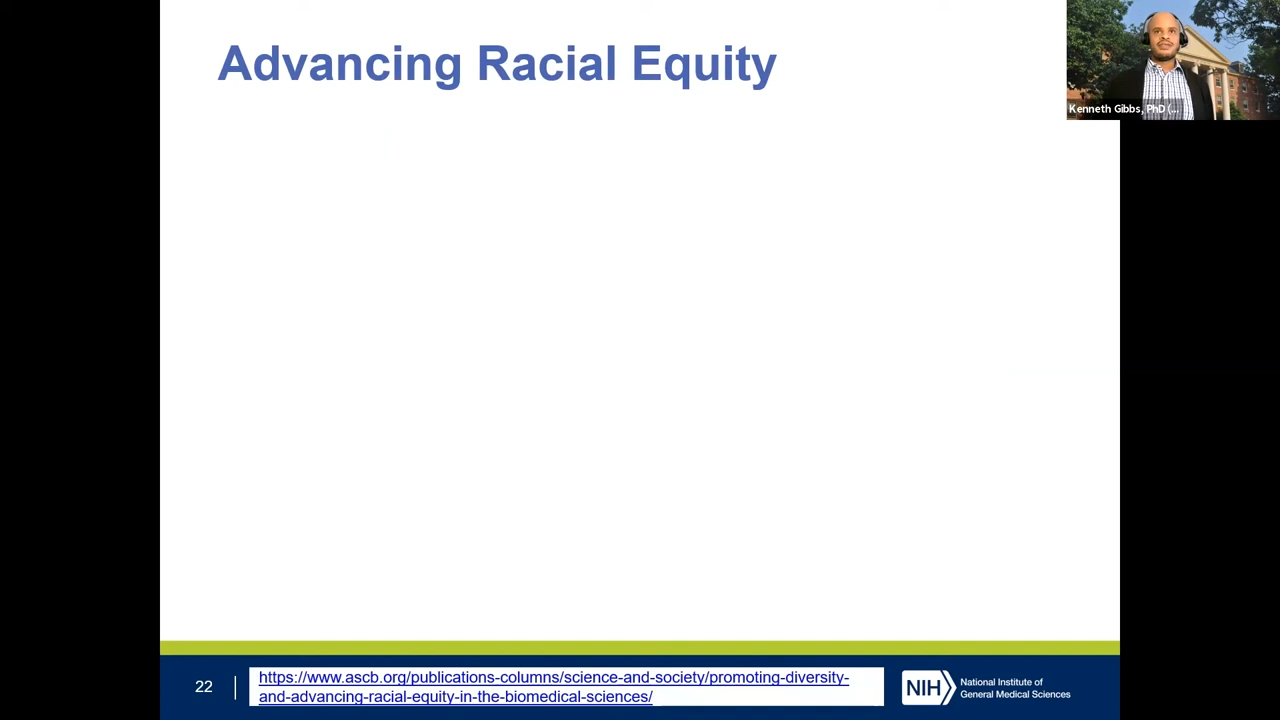 Advancing Racial Equity
Kenneth Gibbs, PhD (...
22
https://www.ascb.org/publications-columns/science-and-society/promoting-diversity-
and-advancing-racial-equity-in-the-biomedical-sciences/
NIH
National Institute of
General Medical Sciences